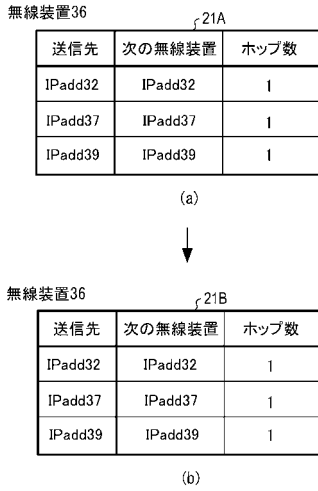 無線装置36
21A
送信先 次の無線装置 ホップ数
IPadd32 IPadd32 1
IPadd37 IPadd37 1
IPadd39 IPadd39 1
(a)
無線装置36
21B
送信先 次の無線装置 ホップ数
IPadd32 IPadd32 1
IPadd37 IPadd37 1
IPadd39 IPadd39 1
(b)